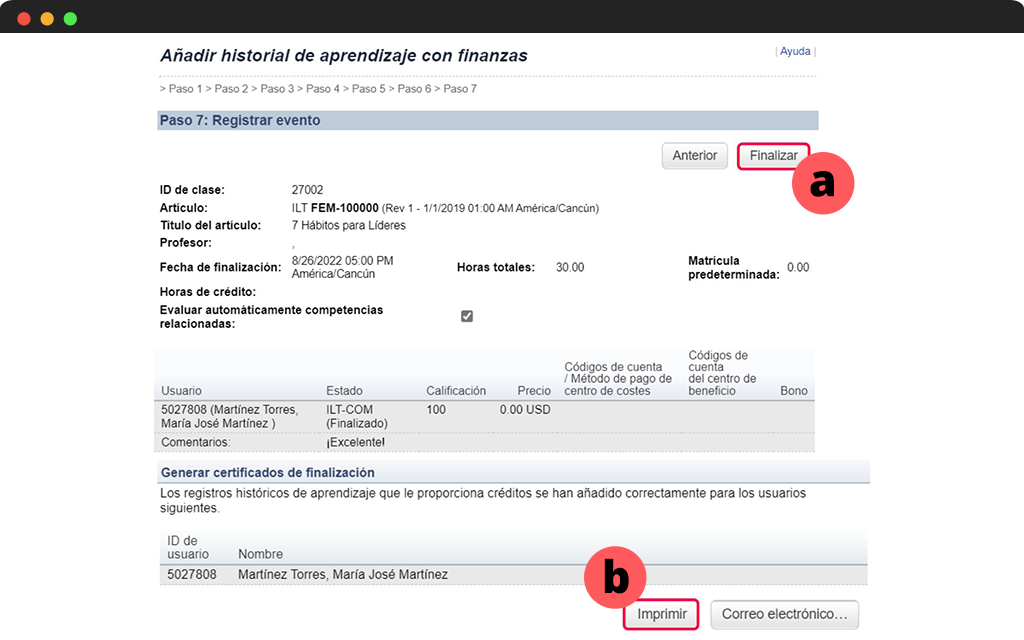 Añadir historial de aprendizaje con finanzas
| Ayuda |
> Paso 1 > Paso 2 > Paso 3 > Paso 4 > Paso 5 > Paso 6 > Paso 7
Paso 7: Registrar evento
Anterior Finalizar
a
ID de clase: 27002
Artículo: ILT FEM-100000 (Rev 1 - 1/1/2019 01:00 AM América/Cancún)
Titulo del artículo: 7 Hábitos para Líderes
Profesor: ,
Fecha de finalización: 8/26/2022 05:00 PM
América/Cancún
Horas totales: 30.00
Matrícula
predeterminada: 0.00
Horas de crédito:
Evaluar automáticamente competencias
relacionadas:
Usuario
Estado
Calificación
Precio
Códigos de cuenta
/ Método de pago de
centro de costes
Códigos de
cuenta
del centro de
beneficio
Bono
5027808 (Martínez Torres,
María José Martínez )
ILT-COM
(Finalizado)
100
0.00 USD
Comentarios: ¡Excelente!
Generar certificados de finalización
Los registros históricos de aprendizaje que le proporciona créditos se han añadido correctamente para los usuarios
siguientes.
ID de
usuario
Nombre
5027808 Martínez Torres, María José Martínez
b
Imprimir Correo electrónico...